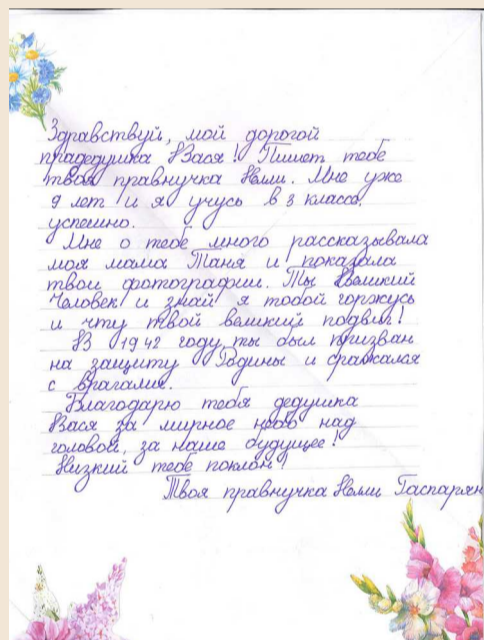 Здравствуй, мой дорогой
прадедушка Вася! Пишет тебе
твоя правнучка Нелли. Мне уже
9 лет и я учусь в 3 классе,
успешно.
Мне о тебе много рассказывала
моя мама Таня и показала
твои фотографии. Ты Великий
Человек и знай я тобой горжусь
и чту твой великий подвиг!
В 1942 году ты был призван
на защиту Родины и сражался
с врагами.
Благодарю тебя дедушка
Вася за мирное небо над
головой, за наше будущее!
Низкий тебе поклон!
Твоя правнучка Нелли Гаспарян